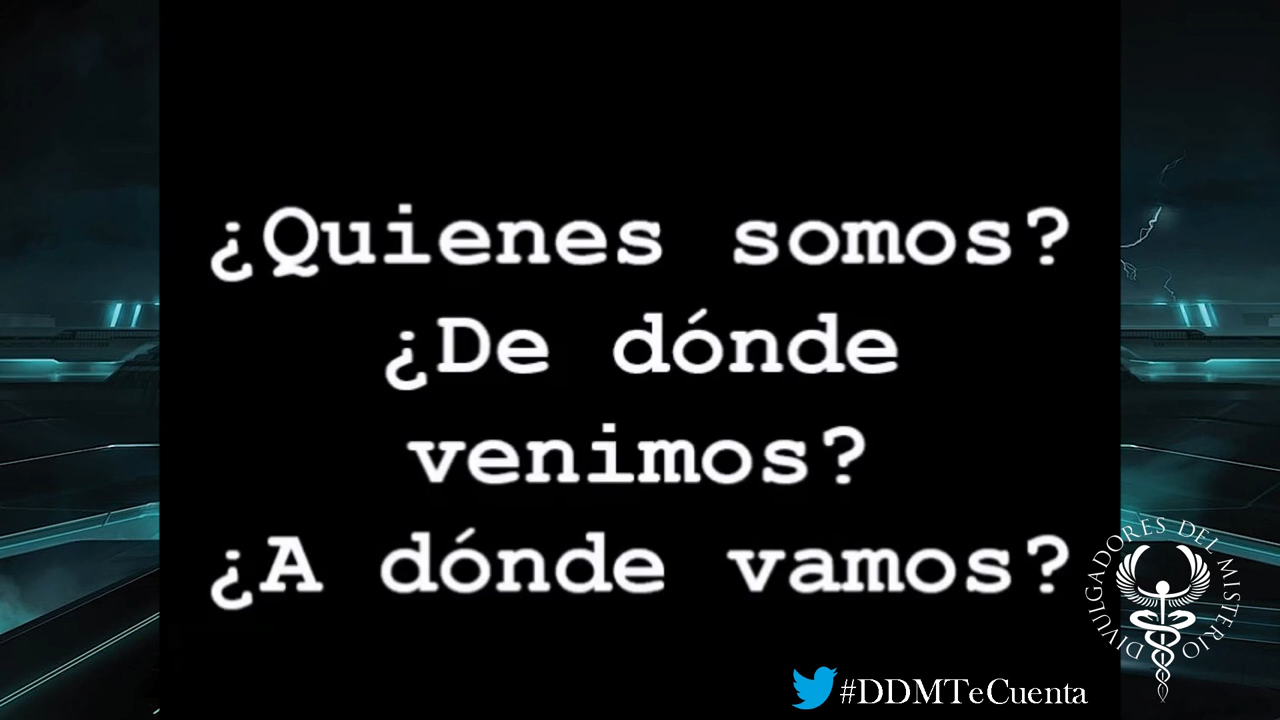 ¿Quienes somos?
¿De dónde
venimos?
¿A dónde vamos?
DIVULGADORES DEL MISTERIO
#DDMTeCuenta